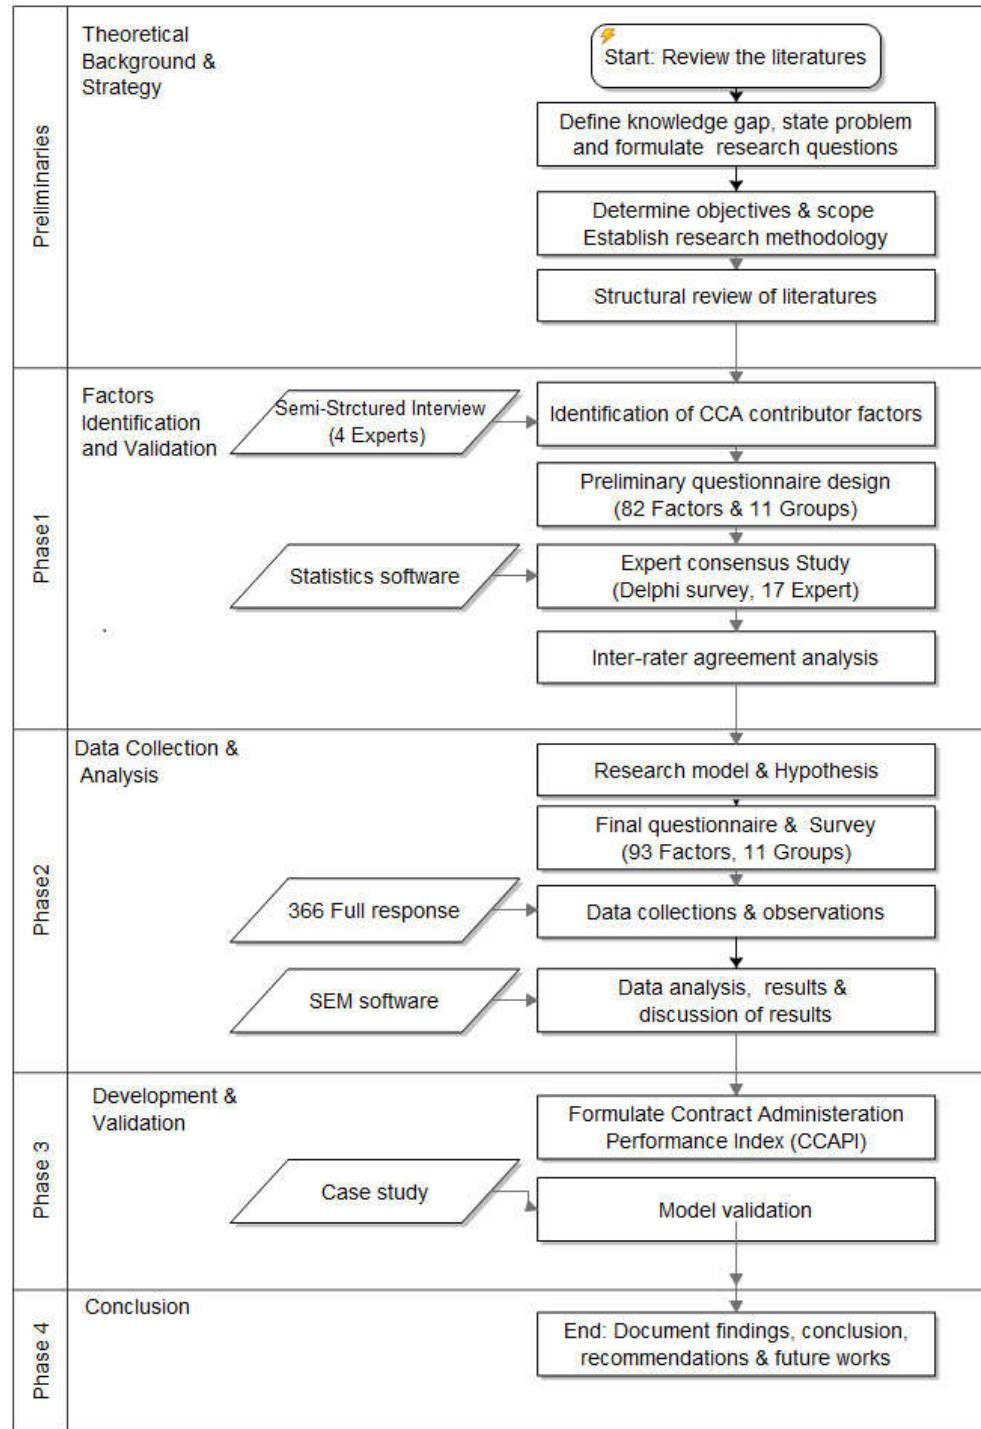 Preliminaries
Theoretical
Background &
Strategy
Start: Review the literatures
Define knowledge gap, state problem
and formulate research questions
Determine objectives & scope
Establish research methodology
Structural review of literatures
Phase1
Factors
Identification
and Validation
Semi-Strctured Interview
(4 Experts)
Identification of CCA contributor factors
Preliminary questionnaire design
(82 Factors & 11 Groups)
Statistics software
Expert consensus Study
(Delphi survey, 17 Expert)
Inter-rater agreement analysis
Phase2
Data Collection &
Analysis
Research model & Hypothesis
Final questionnaire & Survey
(93 Factors, 11 Groups)
366 Full response
Data collections & observations
SEM software
Data analysis, results &
discussion of results
Phase 3
Development &
Validation
Formulate Contract Administeration
Performance Index (CCAPI)
Case study
Model validation
Phase 4
Conclusion
End: Document findings, conclusion,
recommendations & future works